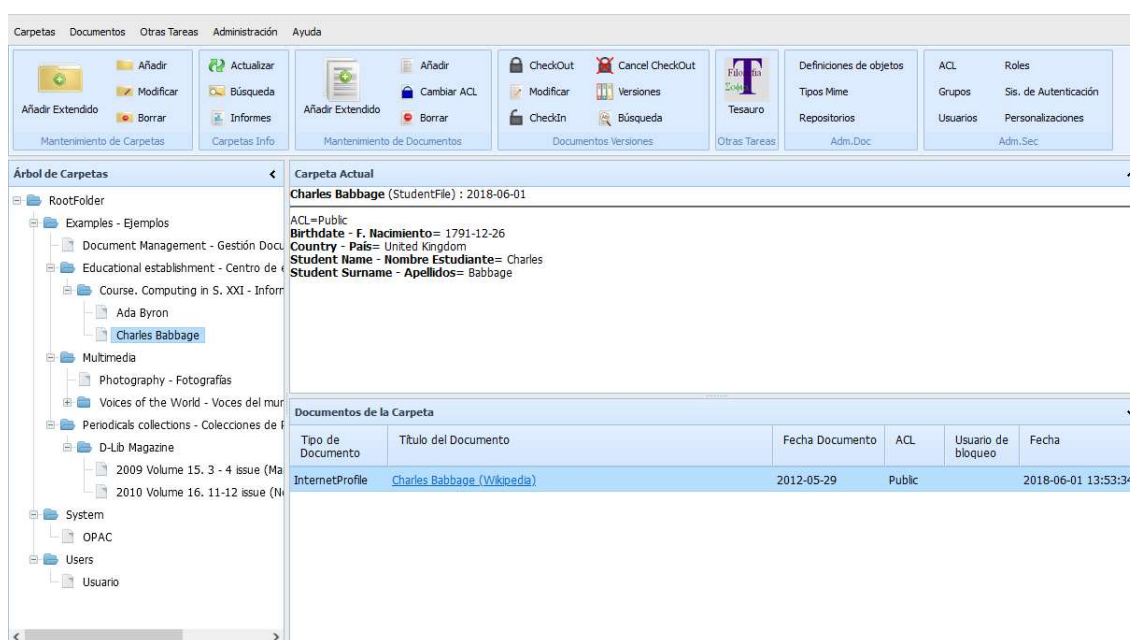 Carpetas Documentos Otras Tareas Administración Ayuda
Añadir Extendido
Añadir
Modificar
Borrar
Mantenimiento de Carpetas
Actualizar
Búsqueda
Informes
Carpetas Info
Añadir Extendido
Añadir
Cambiar ACL
Borrar
Mantenimiento de Documentos
CheckOut Cancel CheckOut
Modificar Versiones
CheckIn Búsqueda
Documentos Versiones
Tesauro
Otras Tareas
Definiciones de objetos
Tipos Mime
Repositorios
Adm.Doc
ACL Roles
Grupos Sis. de Autenticación
Usuarios Personalizaciones
Adm.Sec
Árbol de Carpetas
RootFolder
Examples - Ejemplos
Document Management - Gestión Docu
Educational establishment - Centro de e
Course. Computing in S. XXI - Inforr
Ada Byron
Charles Babbage
Multimedia
Photography - Fotografías
Voices of the World - Voces del mur
Periodicals collections - Colecciones de F
D-Lib Magazine
2009 Volume 15. 3 - 4 issue (Ma
2010 Volume 16. 11-12 issue (N
System
OPAC
Users
Usuario
Carpeta Actual
Charles Babbage (StudentFile) : 2018-06-01
ACL=Public
Birthdate - F. Nacimiento= 1791-12-26
Country - País= United Kingdom
Student Name - Nombre Estudiante= Charles
Student Surname - Apellidos= Babbage
Documentos de la Carpeta
Tipo de Documento Título del Documento Fecha Documento ACL Usuario de bloqueo Fecha
InternetProfile Charles Babbage (Wikipedia) 2012-05-29 Public 2018-06-01 13:53:34